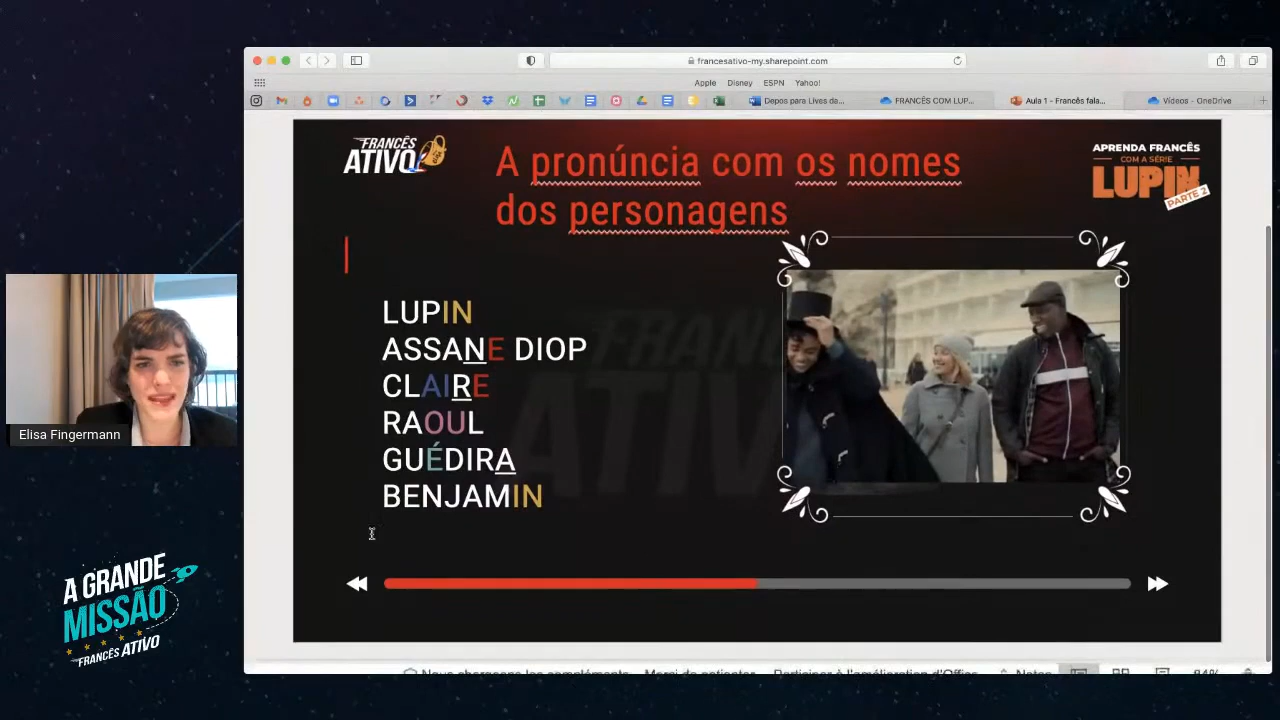 francesativo-my.sharepoint.com
Apple Disney ESPN Yahoo!
Depos para Lives da... FRANCÊS COM LUP... Aula 1 - Francês fala... Vídeos - OneDrive
FRANCÊS
ATIVO
A pronúncia com os nomes
dos personagens
APRENDA FRANCÊS
COM A SÉRIE
LUPIN
PARTE 2
LUPIN
ASSANE DIOP
CLAIRE
RAOUL
GUÉDIRA
BENJAMIN
Elisa Fingermann
A GRANDE
MISSÃO
FRANCÊS ATIVO
Notes
84%